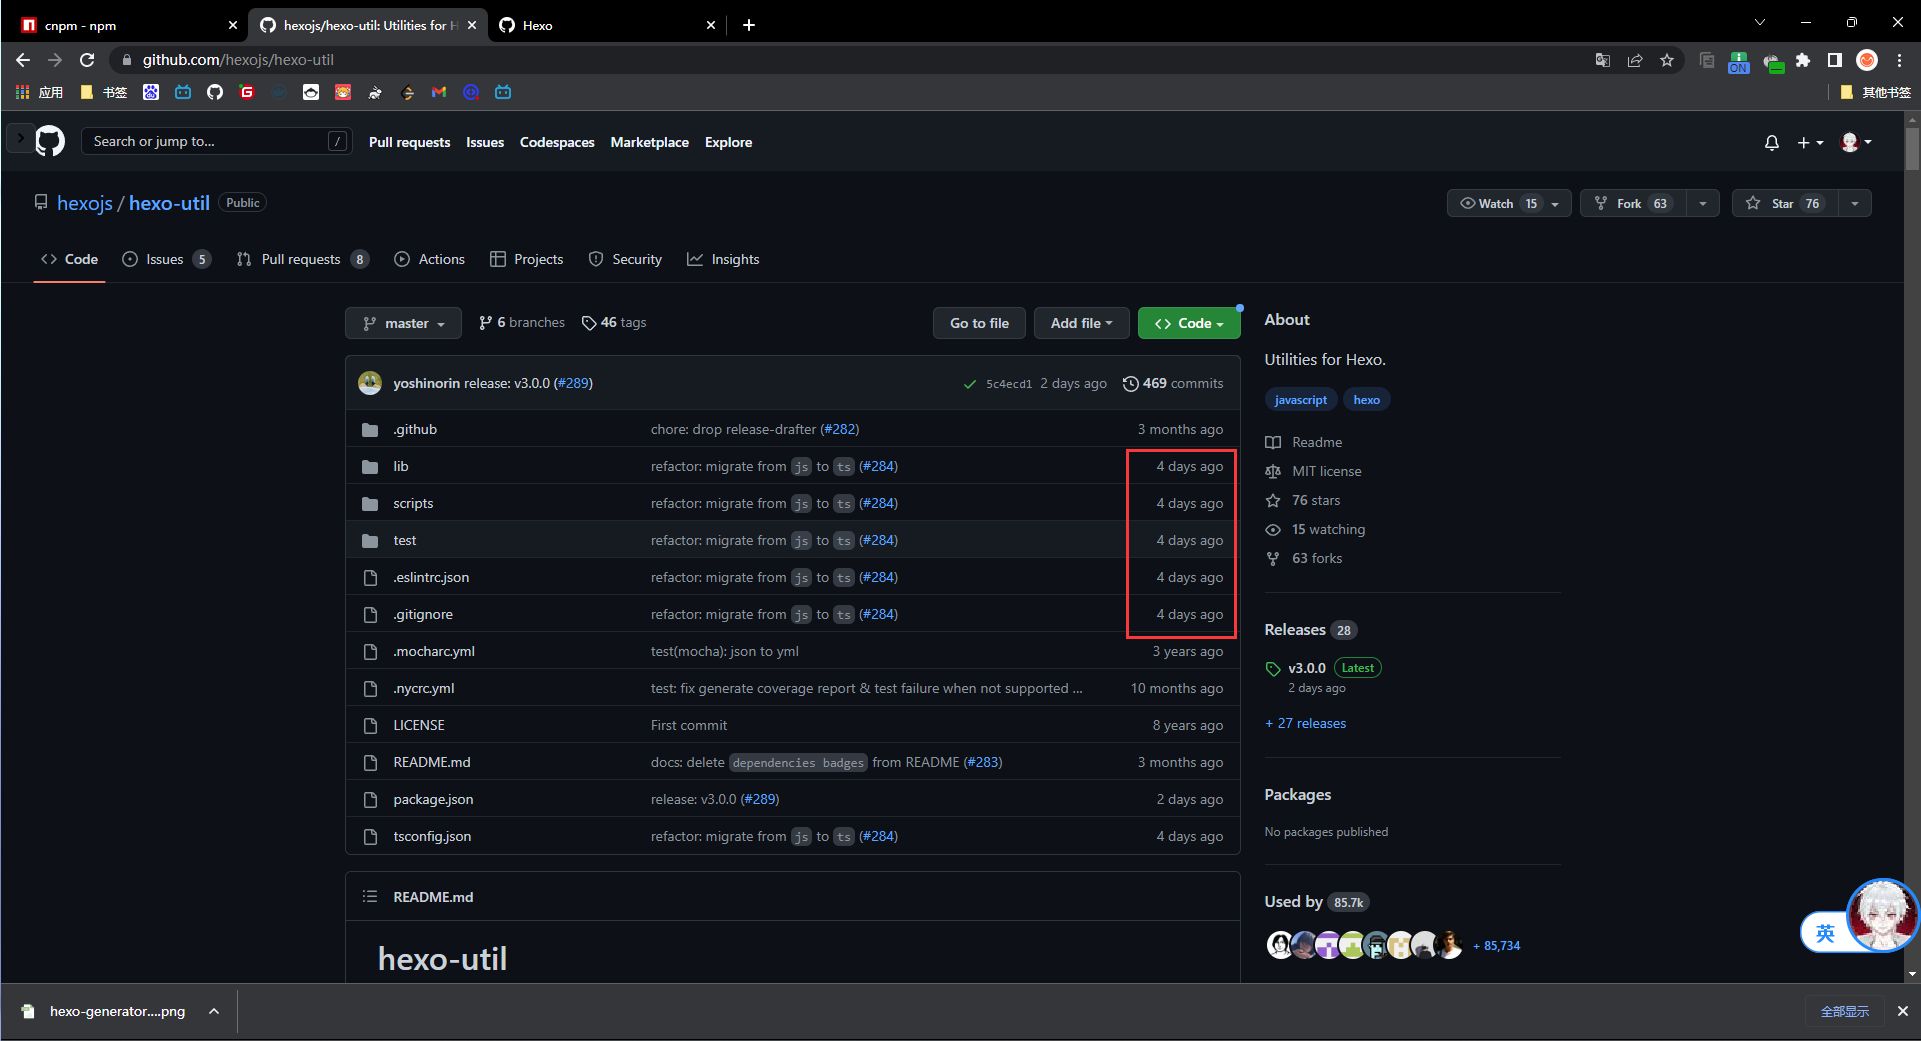 cnpm - npm
hexojs/hexo-util: Utilities for H
Hexo
github.com/hexojs/hexo-util
ON
应用
书签
其他书签
Search or jump to...
/
Pull requests
Issues
Codespaces
Marketplace
Explore
hexojs / hexo-util Public
Watch 15
Fork 63
Star 76
Code
Issues 5
Pull requests 8
Actions
Projects
Security
Insights
master
6 branches
46 tags
Go to file
Add file
Code
yoshinorin release: v3.0.0 (#289)
5c4ecd1 2 days ago
469 commits
.github chore: drop release-drafter (#282) 3 months ago
lib refactor: migrate from js to ts (#284) 4 days ago
scripts refactor: migrate from js to ts (#284) 4 days ago
test refactor: migrate from js to ts (#284) 4 days ago
.eslintrc.json refactor: migrate from js to ts (#284) 4 days ago
.gitignore refactor: migrate from js to ts (#284) 4 days ago
.mocharc.yml test(mocha): json to yml 3 years ago
.nycrc.yml test: fix generate coverage report & test failure when not supported ... 10 months ago
LICENSE First commit 8 years ago
README.md docs: delete dependencies badges from README (#283) 3 months ago
package.json release: v3.0.0 (#289) 2 days ago
tsconfig.json refactor: migrate from js to ts (#284) 4 days ago
README.md
hexo-util
About
Utilities for Hexo.
javascript hexo
Readme
MIT license
76 stars
15 watching
63 forks
Releases 28
v3.0.0 Latest
2 days ago
+ 27 releases
Packages
No packages published
Used by 85.7k
+ 85,734
英
hexo-generator....png
全部显示